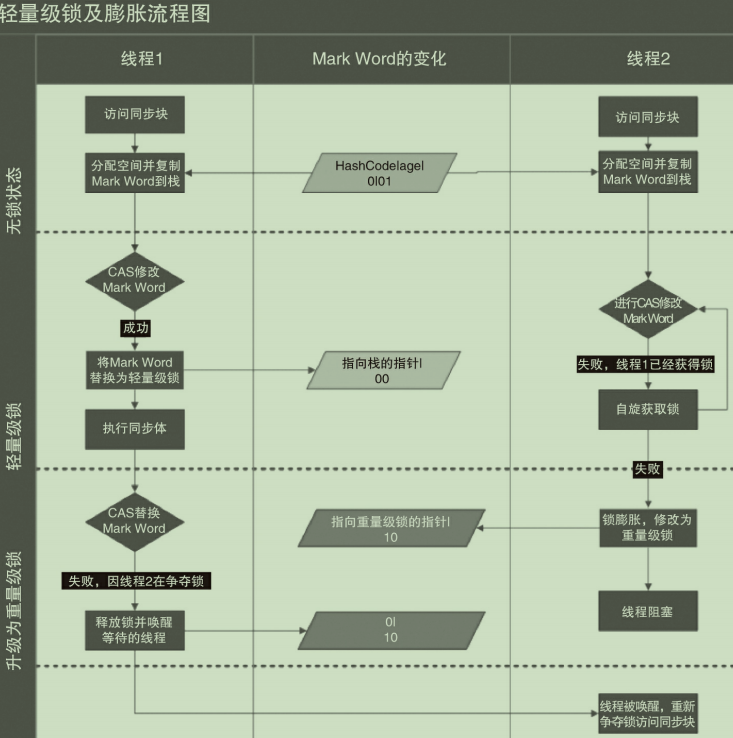 轻量级锁及膨胀流程图
线程1
Mark Word的变化
线程2
无锁状态
访问同步块
访问同步块
分配空间并复制
Mark Word到栈
HashCodelagel
0l01
分配空间并复制
Mark Word到栈
轻量级锁
CAS修改
Mark Word
进行CAS修改
Mark Word
成功
将Mark Word
替换为轻量级锁
指向栈的指针l
00
失败，线程1已经获得锁
执行同步体
自旋获取锁
失败
升级为重量级锁
CAS替换
Mark Word
指向重量级锁的指针l
10
锁膨胀，修改为
重量级锁
失败，因线程2在争夺锁
释放锁并唤醒
等待的线程
0l
10
线程阻塞
线程被唤醒，重新
争夺锁访问同步块